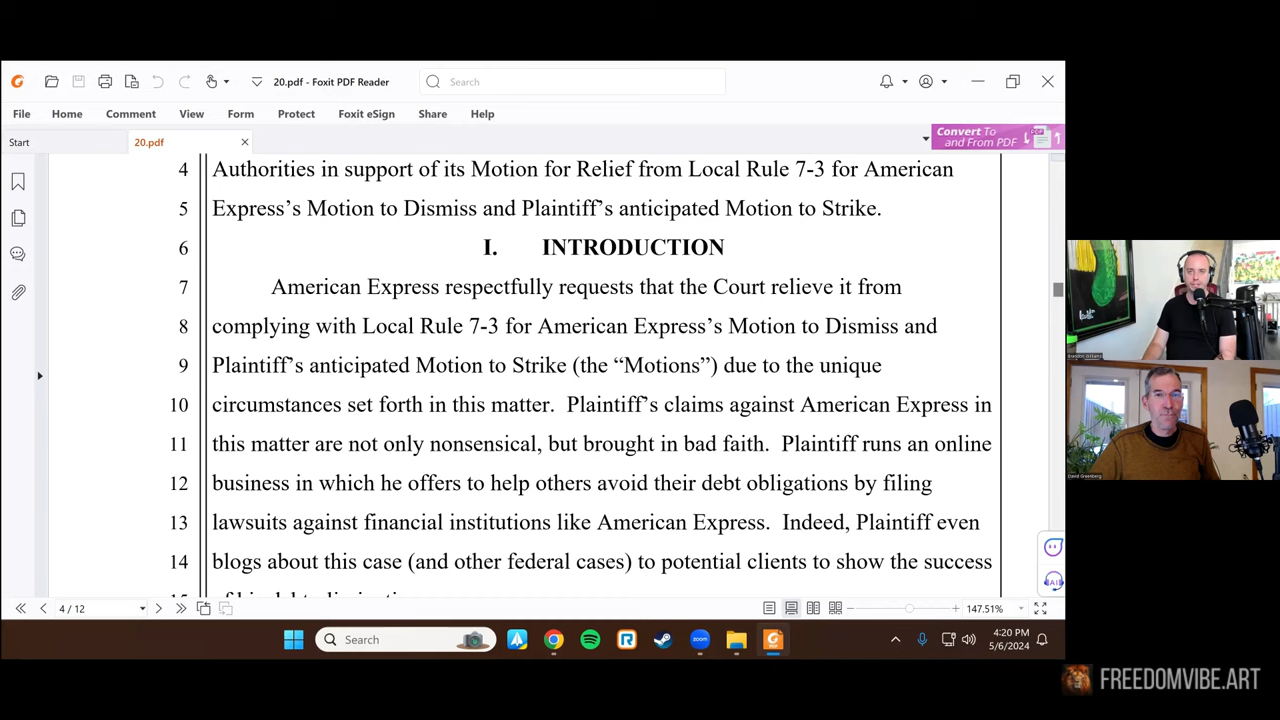 20.pdf - Foxit PDF Reader
Search
File Home Comment View Form Protect Foxit eSign Share Help
Start
20.pdf
Convert To
and From PDF
4 Authorities in support of its Motion for Relief from Local Rule 7-3 for American
5 Express’s Motion to Dismiss and Plaintiff’s anticipated Motion to Strike.
6 I. INTRODUCTION
7 American Express respectfully requests that the Court relieve it from
8 complying with Local Rule 7-3 for American Express’s Motion to Dismiss and
9 Plaintiff’s anticipated Motion to Strike (the “Motions”) due to the unique
10 circumstances set forth in this matter. Plaintiff’s claims against American Express in
11 this matter are not only nonsensical, but brought in bad faith. Plaintiff runs an online
12 business in which he offers to help others avoid their debt obligations by filing
13 lawsuits against financial institutions like American Express. Indeed, Plaintiff even
14 blogs about this case (and other federal cases) to potential clients to show the success
4 / 12
147.51%
Search
zoom
4:20 PM
5/6/2024
Brandon Williams
David Greenberg
FREEDOMVIBE.ART